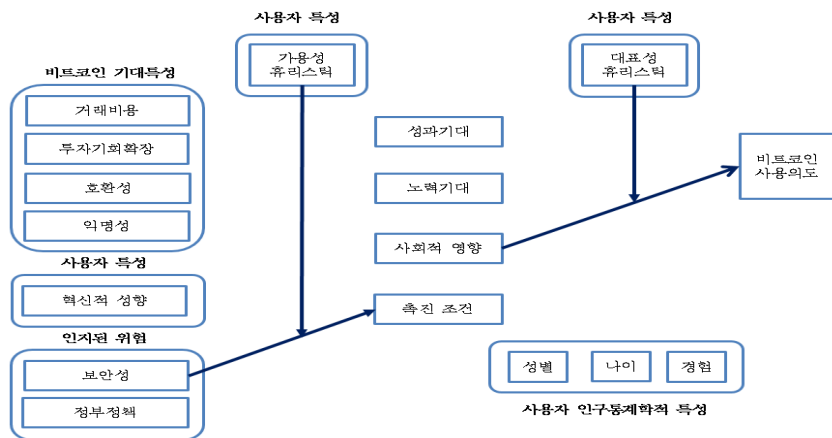 사용자 특성
사용자 특성
가용성
휴리스틱
대표성
휴리스틱
비트코인 기대특성
거래비용
투자기회확장
호환성
익명성
성과기대
노력기대
사회적 영향
촉진 조건
비트코인
사용의도
사용자 특성
혁신적 성향
인지된 위험
보안성
정부정책
성별
나이
경험
사용자 인구통계학적 특성